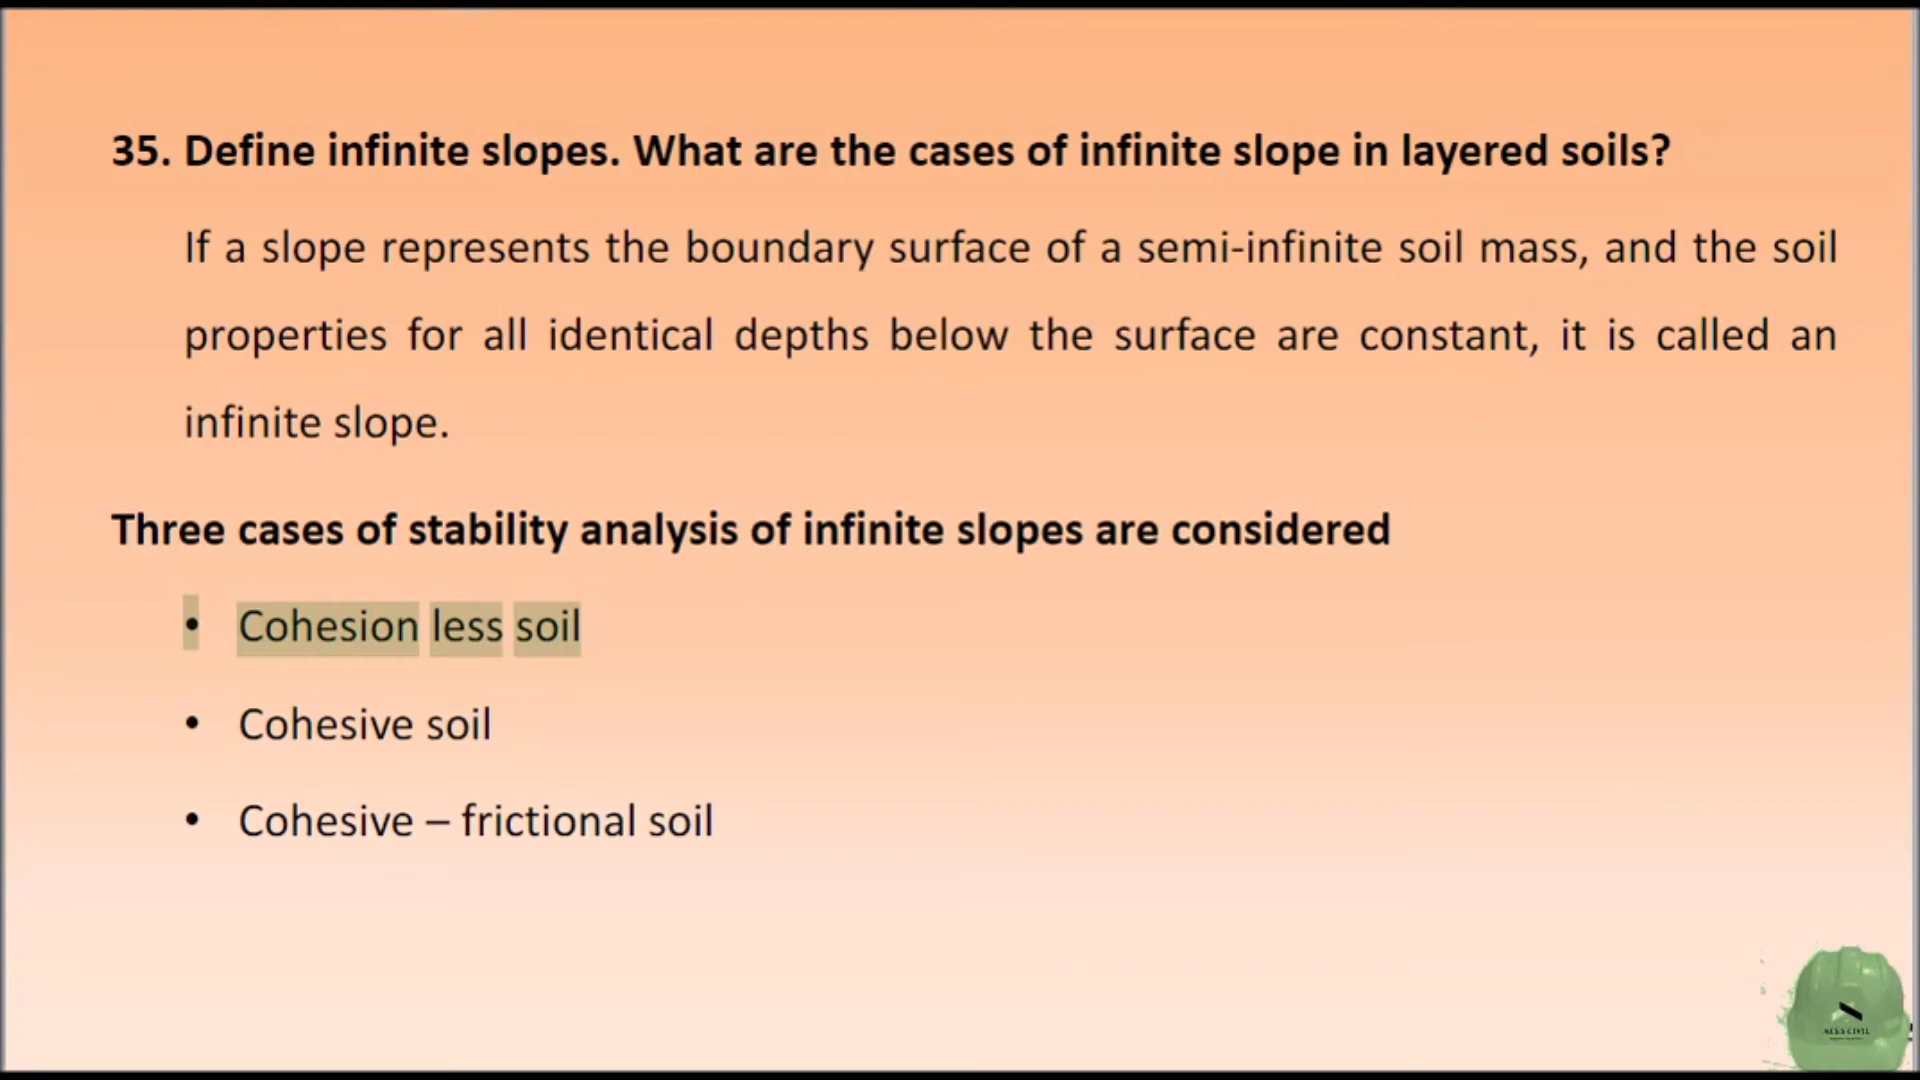 35. Define infinite slopes. What are the cases of infinite slope in layered soils?
If a slope represents the boundary surface of a semi-infinite soil mass, and the soil
properties for all identical depths below the surface are constant, it is called an
infinite slope.
Three cases of stability analysis of infinite slopes are considered
• Cohesion less soil
• Cohesive soil
• Cohesive – frictional soil
ACES CIVIL